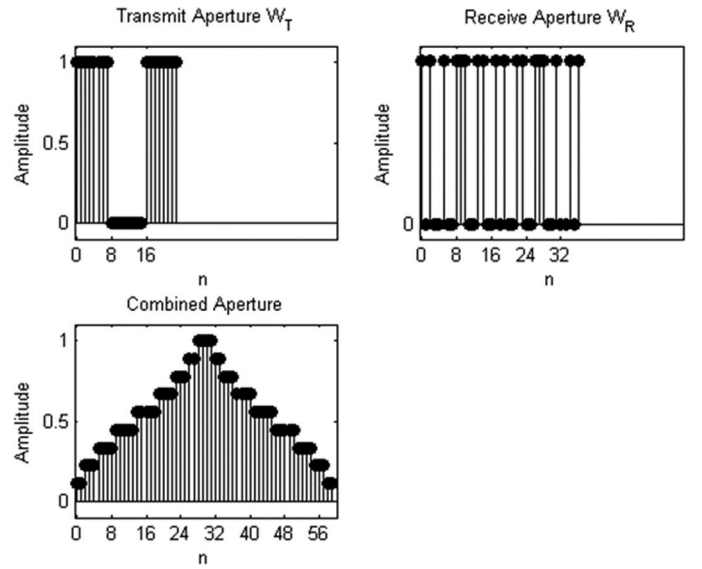 Transmit Aperture W_T
Amplitude
1
0.5
0
0 8 16
n
Receive Aperture W_R
Amplitude
0
0 8 16 24 32
n
Combined Aperture
Amplitude
1
0.5
0
0 8 16 24 32 40 48 56
n